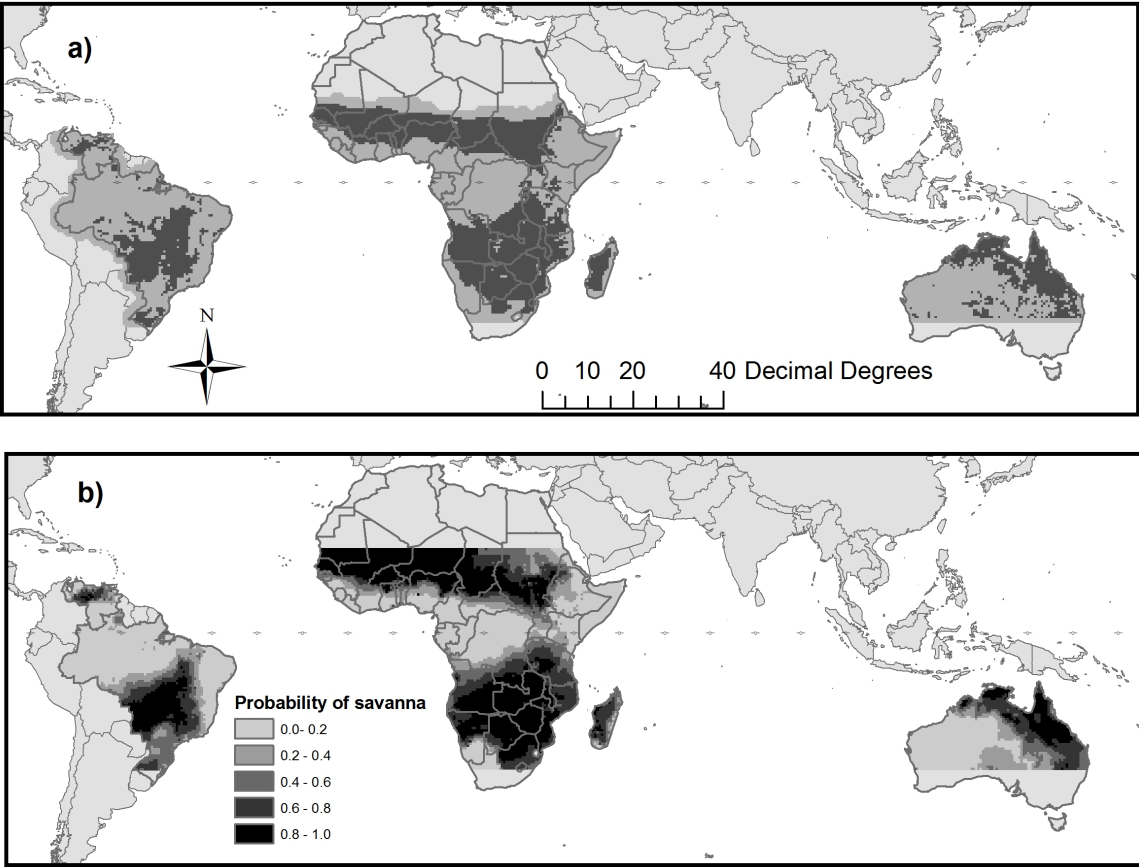 a)
N
0 10 20 40 Decimal Degrees
b)
Probability of savanna
0.0- 0.2
0.2 - 0.4
0.4 - 0.6
0.6 - 0.8
0.8 - 1.0